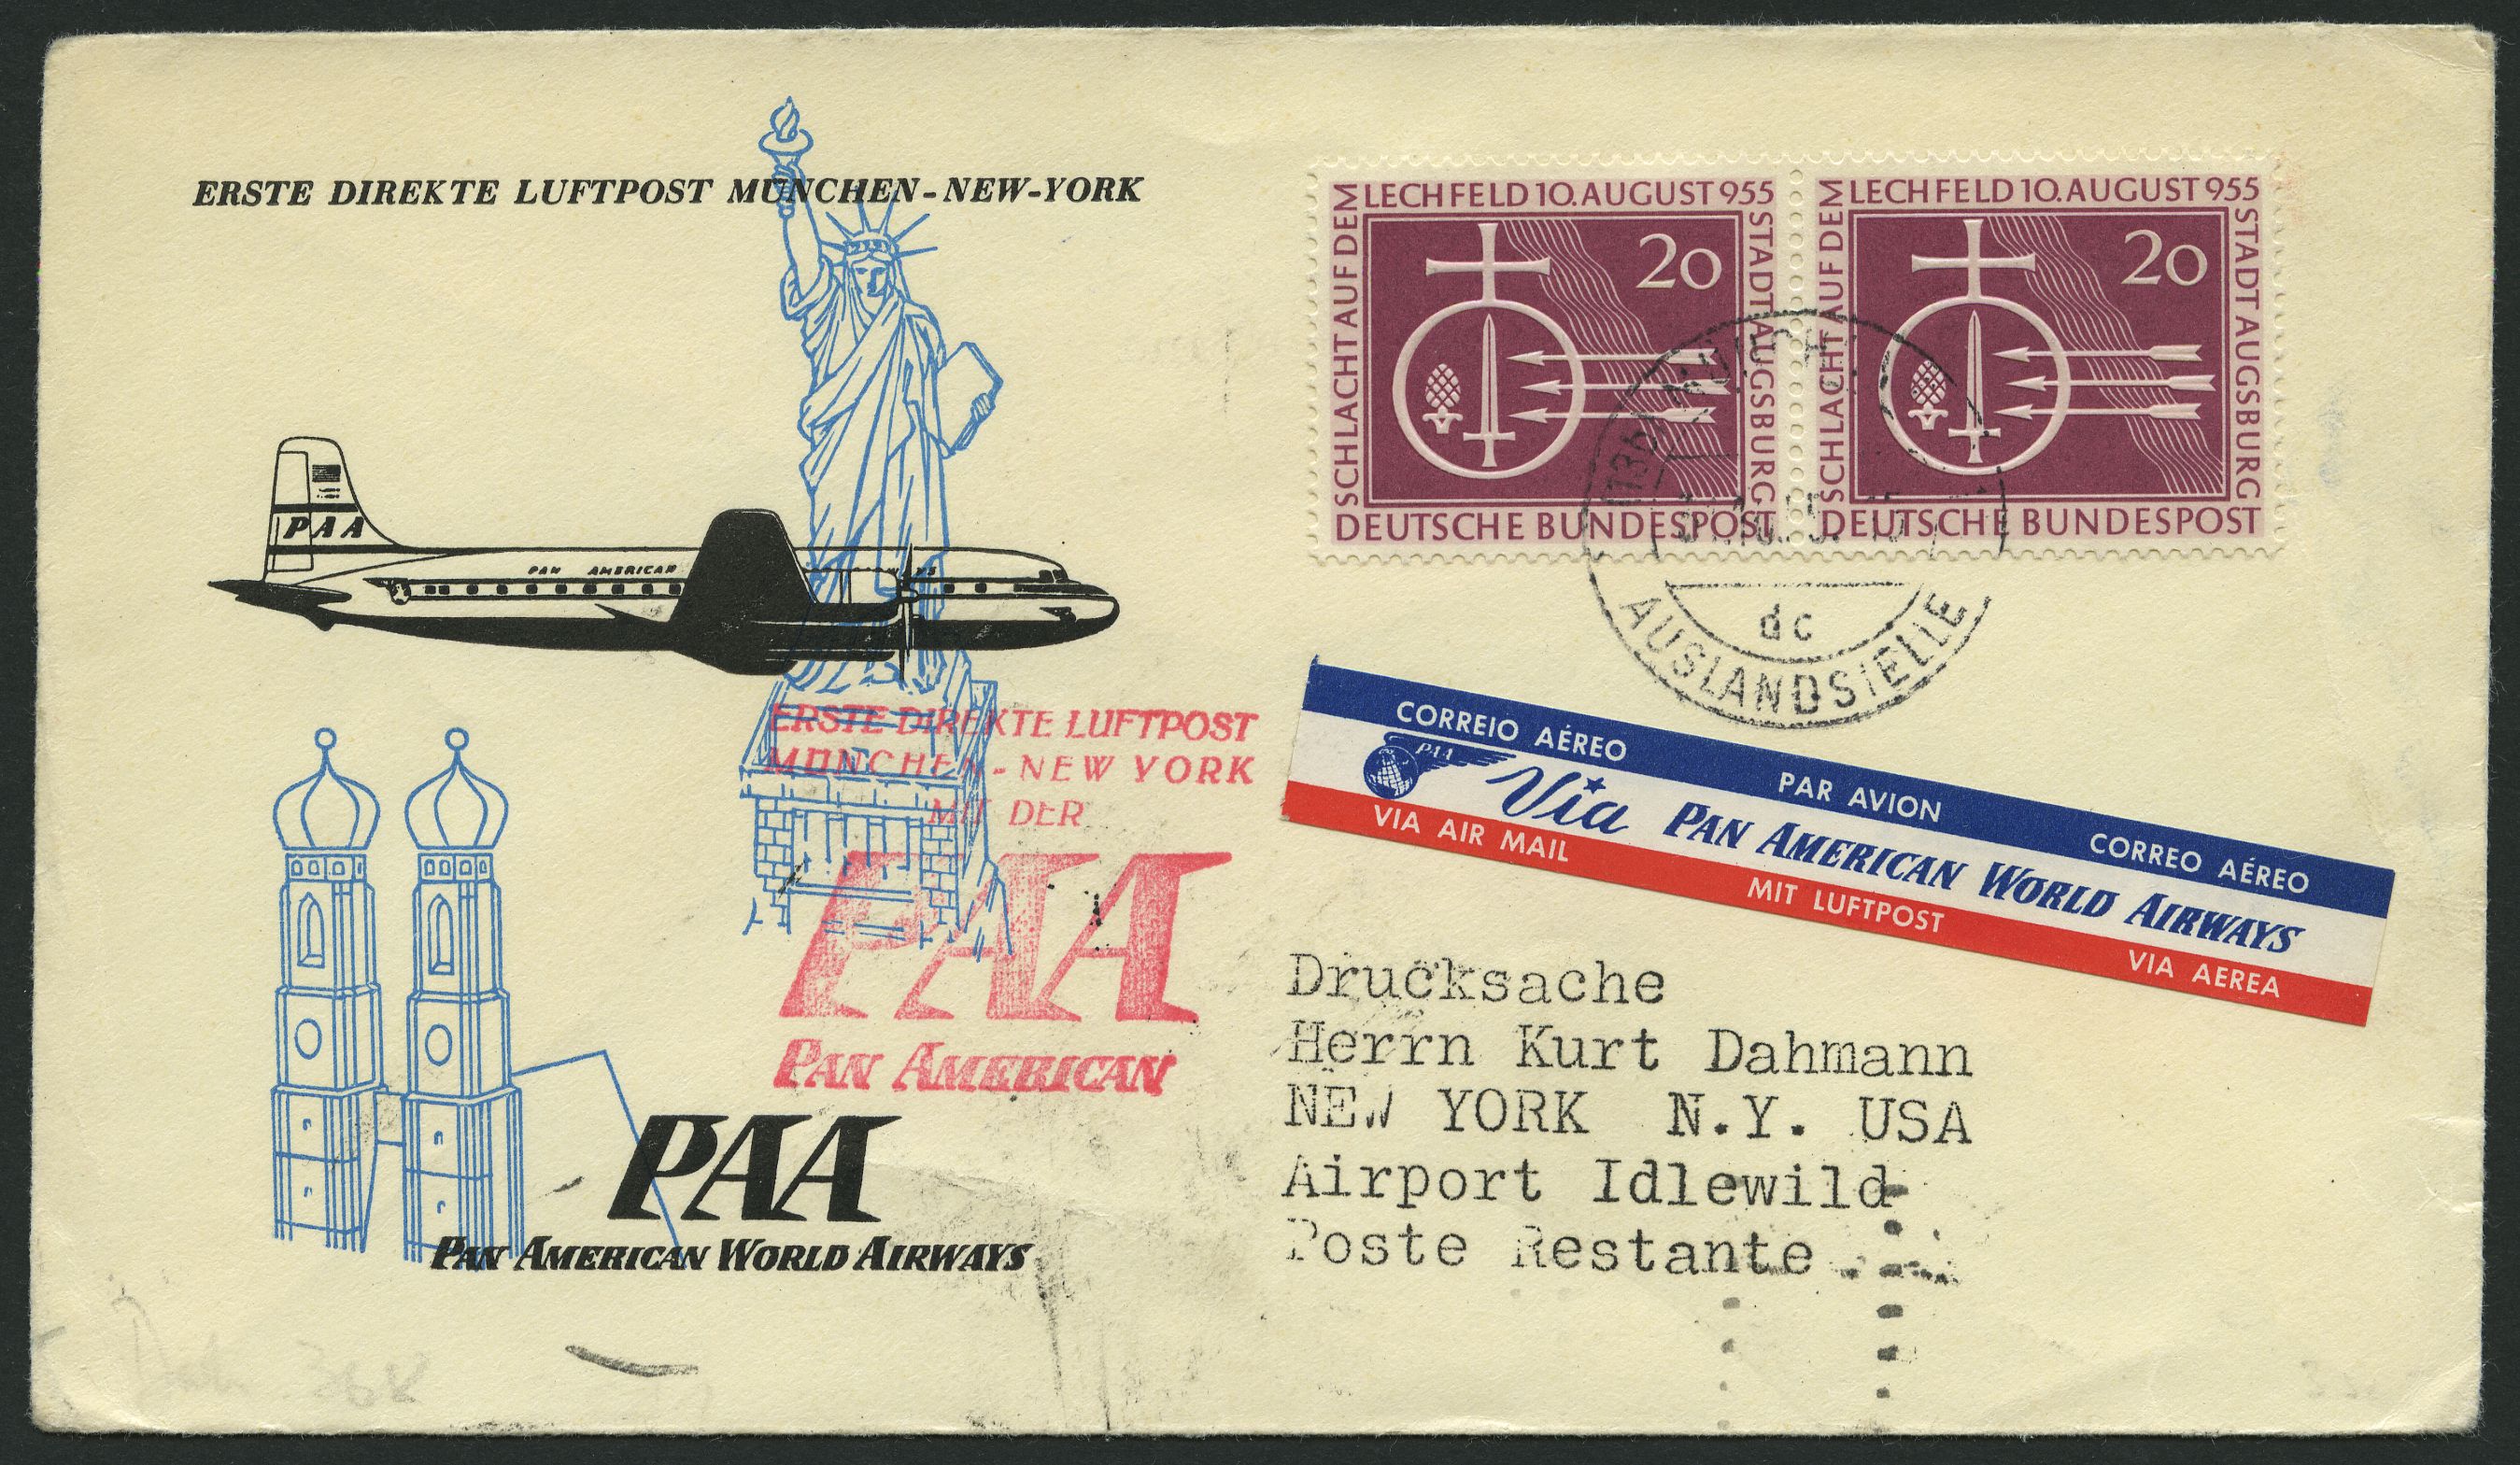 ERSTE DIREKTE LUFTPOST MÜNCHEN-NEW-YORK
PAA
PAN AMERICAN
ERSTE DIREKTE LUFTPOST
MÜNCHEN - NEW YORK
MIT DER
PAA
PAN AMERICAN
PAA
PAN AMERICAN WORLD AIRWAYS
SCHLACHT AUF DEM
LECHFELD 10. AUGUST 955
STADT AUGSBURG
20
DEUTSCHE BUNDESPOST
SCHLACHT AUF DEM
LECHFELD 10. AUGUST 955
STADT AUGSBURG
20
DEUTSCHE BUNDESPOST
dc
AUSLANDSTELLE
CORREIO AÉREO PAR AVION CORREO AÉREO
PAA
Via PAN AMERICAN WORLD AIRWAYS
VIA AIR MAIL MIT LUFTPOST VIA AEREA
Drucksache
Herrn Kurt Dahmann
NEW YORK N.Y. USA
Airport Idlewild
Poste Restante